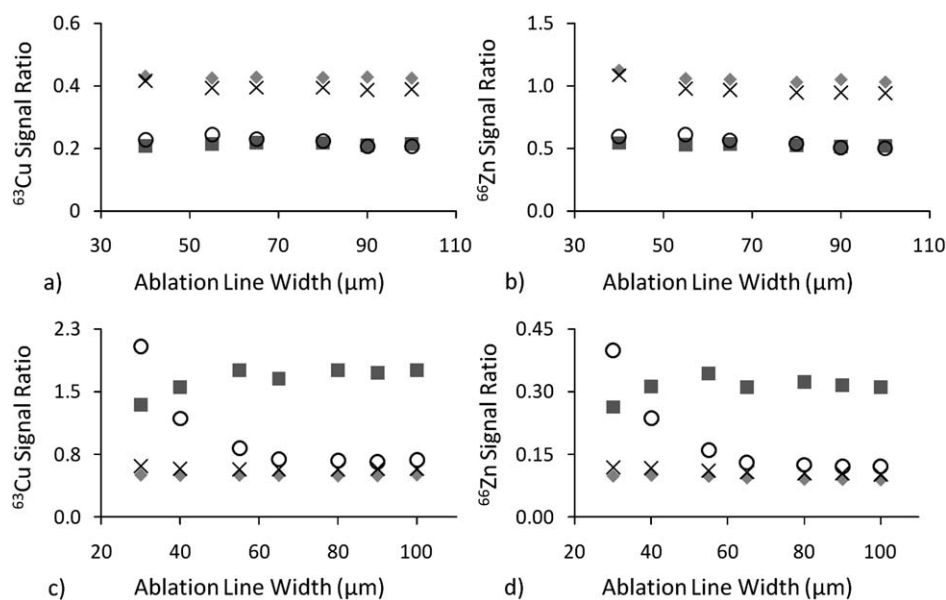 0.6
0.4
0.2
0
⁶³Cu Signal Ratio
30 50 70 90 110
a) Ablation Line Width (μm)
1.5
1.0
0.5
0.0
⁶⁶Zn Signal Ratio
30 50 70 90 110
b) Ablation Line Width (μm)
2.3
1.5
0.8
0.0
⁶³Cu Signal Ratio
20 40 60 80 100
c) Ablation Line Width (μm)
0.45
0.30
0.15
0.00
⁶⁶Zn Signal Ratio
20 40 60 80 100
d) Ablation Line Width (μm)